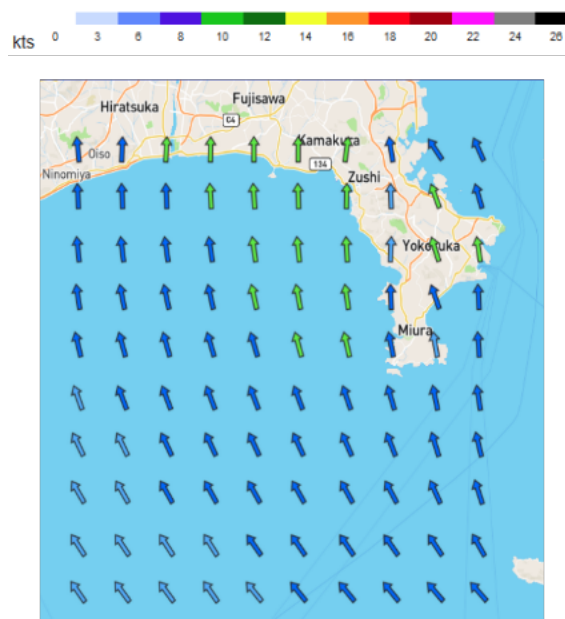 kts 0 3 6 8 10 12 14 16 18 20 22 24 26
Fujisawa
Hiratsuka
C4
Kamakura
Oiso
134
Ninomiya
Zushi
Yokosuka
Miura